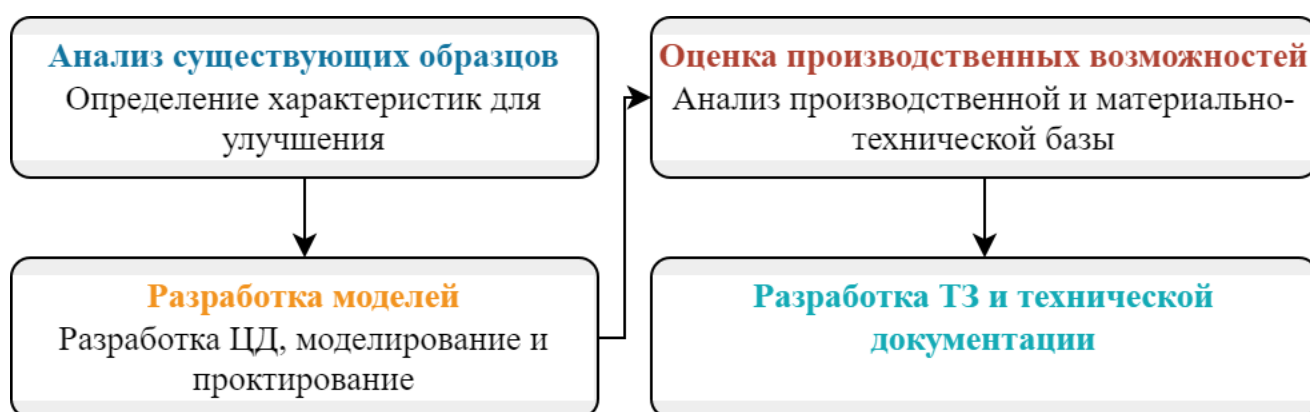 Анализ существующих образцов
Определение характеристик для
улучшения
Разработка моделей
Разработка ЦД, моделирование и
проктирование
Оценка производственных возможностей
Анализ производственной и материально-
технической базы
Разработка ТЗ и технической
документации